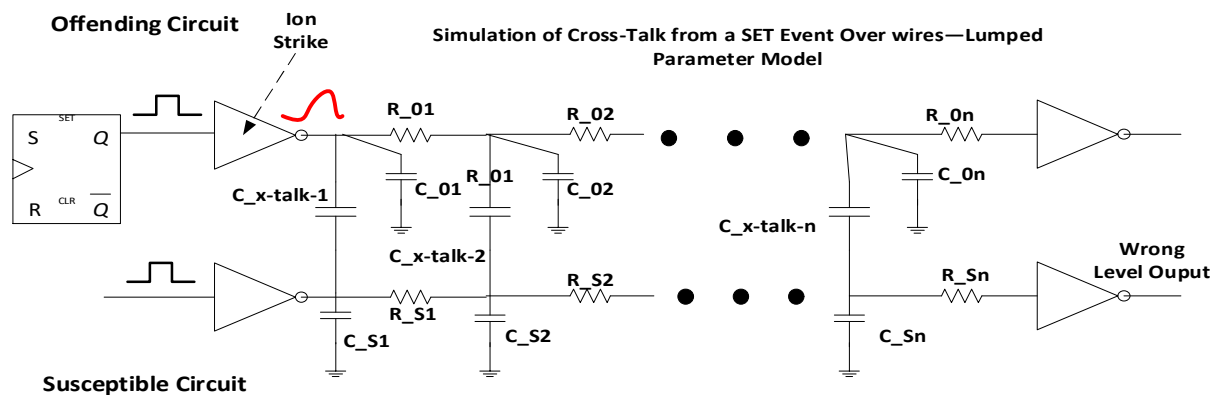 Offending Circuit
Ion
Strike
Simulation of Cross-Talk from a SET Event Over wires—Lumped
Parameter Model
SET
S Q
CLR
R Q
R_01
R_02
R_0n
C_01
R_01
C_02
C_0n
C_x-talk-1
C_x-talk-2
C_x-talk-n
Wrong
Level Ouput
R_S1
R_S2
R_Sn
C_S1
C_S2
C_Sn
Susceptible Circuit